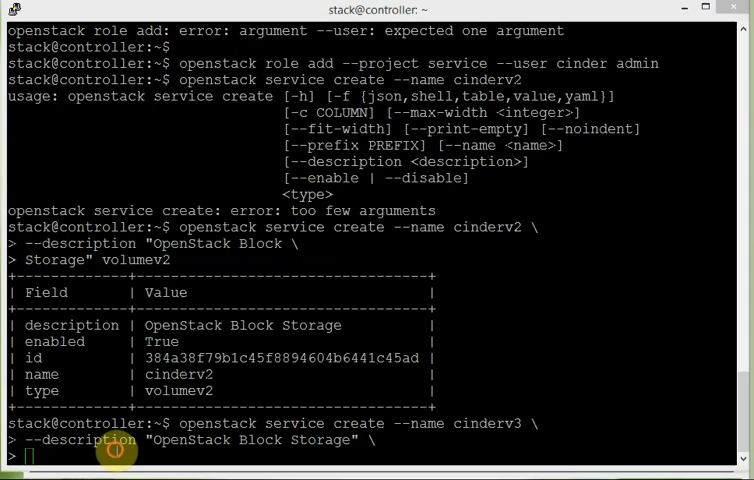 stack@controller: ~
openstack role add: error: argument --user: expected one argument
stack@controller:~$
stack@controller:~$ openstack role add --project service --user cinder admin
stack@controller:~$ openstack service create --name cinderv2
usage: openstack service create [-h] [-f {json,shell,table,value,yaml}]
[-c COLUMN] [--max-width <integer>]
[--fit-width] [--print-empty] [--noindent]
[--prefix PREFIX] [--name <name>]
[--description <description>]
[--enable | --disable]
<type>
openstack service create: error: too few arguments
stack@controller:~$ openstack service create --name cinderv2 \
> --description "OpenStack Block \
> Storage" volumev2
+-------------+----------------------------------+
| Field | Value |
+-------------+----------------------------------+
| description | OpenStack Block Storage |
| enabled | True |
| id | 384a38f79b1c45f8894604b6441c45ad |
| name | cinderv2 |
| type | volumev2 |
+-------------+----------------------------------+
stack@controller:~$ openstack service create --name cinderv3 \
> --description "OpenStack Block Storage" \
>